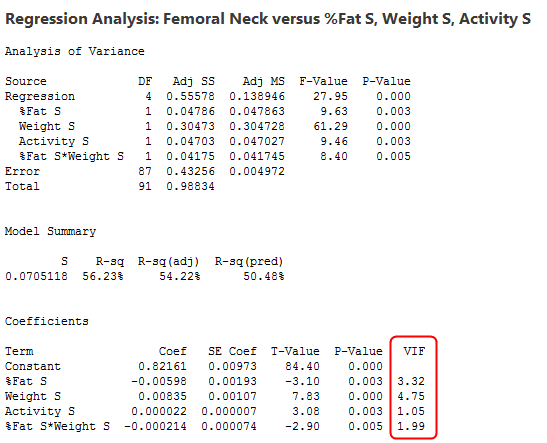 Regression Analysis: Femoral Neck versus %Fat S, Weight S, Activity S
Analysis of Variance
Source DF Adj SS Adj MS F-Value P-Value
Regression 4 0.55578 0.138946 27.95 0.000
%Fat S 1 0.04786 0.047863 9.63 0.003
Weight S 1 0.30473 0.304728 61.29 0.000
Activity S 1 0.04703 0.047027 9.46 0.003
%Fat S*Weight S 1 0.04175 0.041745 8.40 0.005
Error 87 0.43256 0.004972
Total 91 0.98834
Model Summary
S R-sq R-sq(adj) R-sq(pred)
0.0705118 56.23% 54.22% 50.48%
Coefficients
Term Coef SE Coef T-Value P-Value VIF
Constant 0.82161 0.00973 84.40 0.000
%Fat S -0.00598 0.00193 -3.10 0.003 3.32
Weight S 0.00835 0.00107 7.83 0.000 4.75
Activity S 0.000022 0.000007 3.08 0.003 1.05
%Fat S*Weight S -0.000214 0.000074 -2.90 0.005 1.99